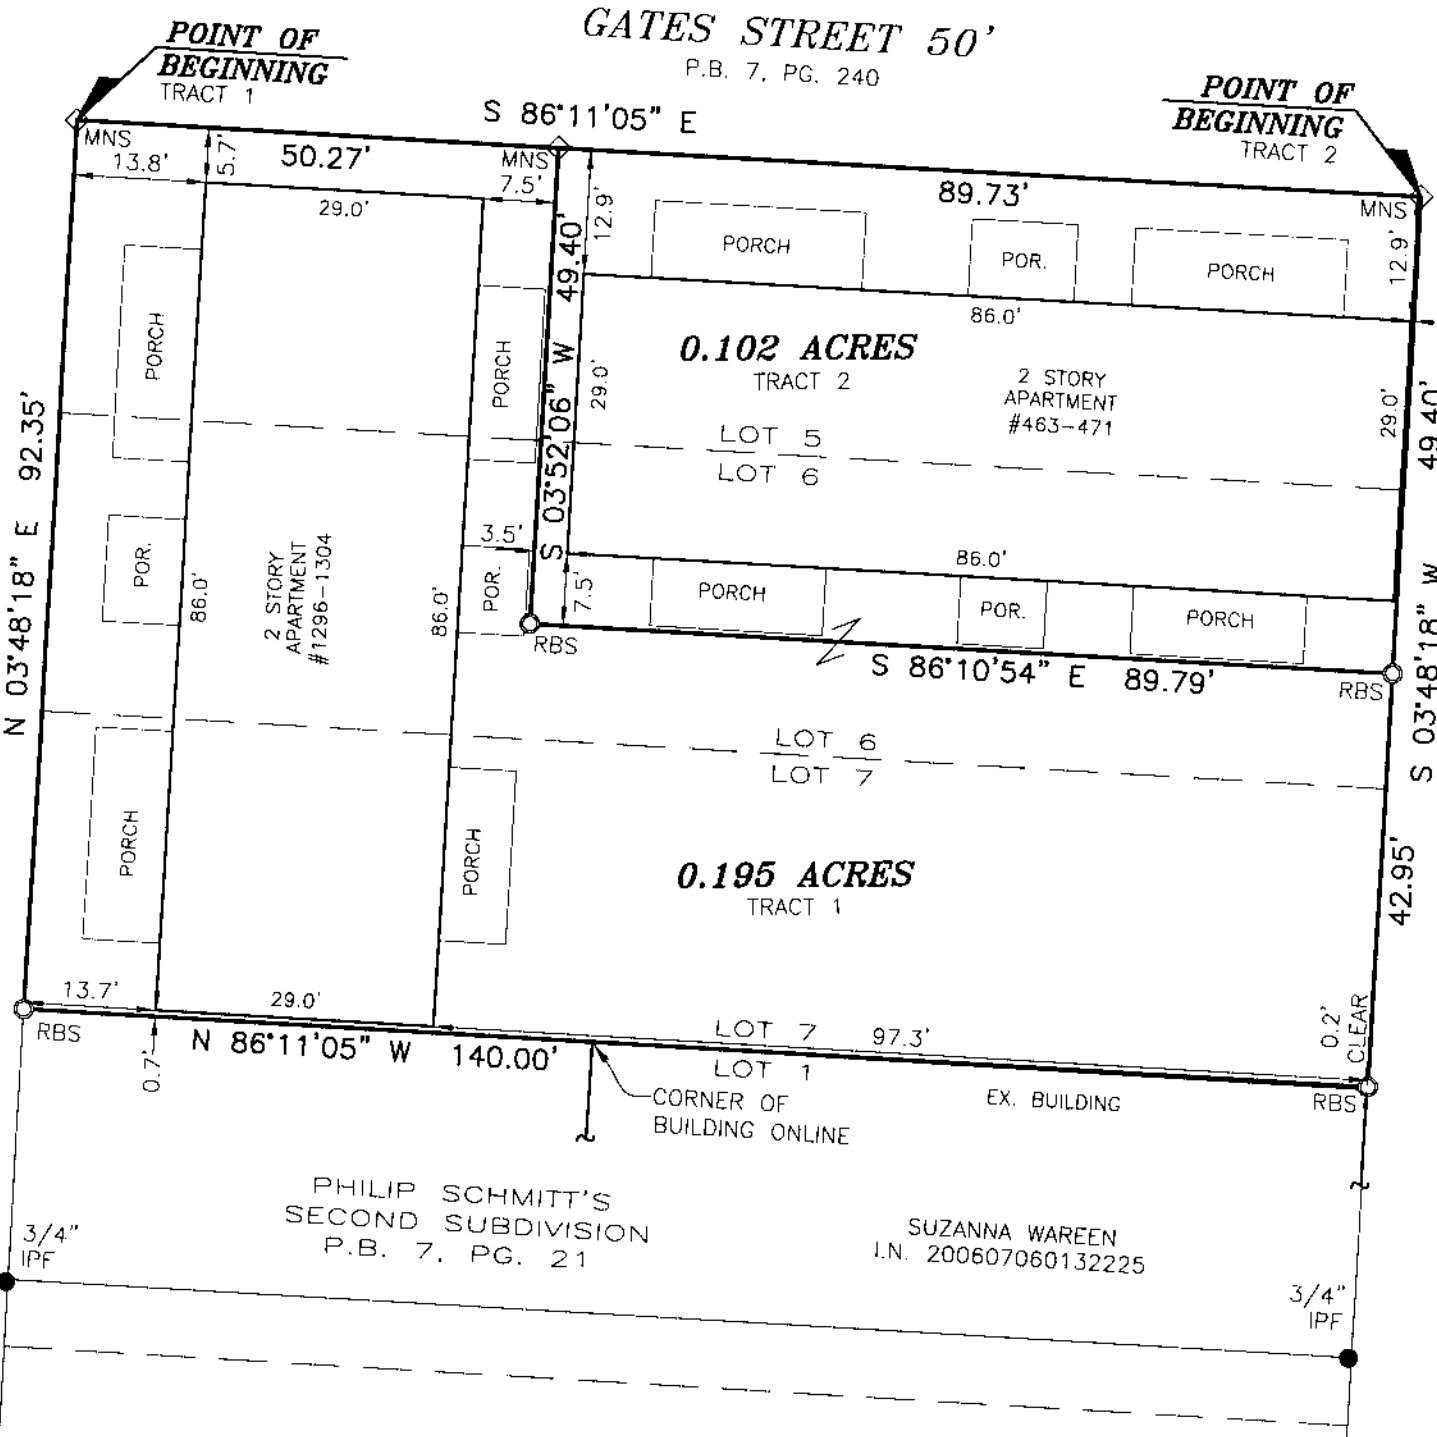 GATES STREET 50'
P.B. 7, PG. 240
POINT OF
BEGINNING
TRACT 1
POINT OF
BEGINNING
TRACT 2
S 86°11'05" E
MNS
13.8'
5.7'
50.27'
MNS
7.5'
29.0'
12.9'
89.73'
MNS
12.9'
PORCH
POR.
PORCH
86.0'
S 03°52'06" W 49.40'
PORCH
PORCH
0.102 ACRES
TRACT 2
2 STORY
APARTMENT
#463-471
29.0'
29.0'
49.40'
LOT 5
LOT 6
N 03°48'18" E 92.35'
3.5'
POR.
86.0'
2 STORY
APARTMENT
#1296-1304
86.0'
POR.
86.0'
7.5'
PORCH
POR.
PORCH
RBS
S 86°10'54" E 89.79'
RBS
S 03°48'18" W
LOT 6
LOT 7
PORCH
PORCH
0.195 ACRES
TRACT 1
42.95'
13.7'
29.0'
RBS
0.7'
N 86°11'05" W 140.00'
LOT 7
97.3'
LOT 1
0.2'
CLEAR
CORNER OF
BUILDING ONLINE
EX. BUILDING
RBS
PHILIP SCHMITT'S
SECOND SUBDIVISION
P.B. 7, PG. 21
SUZANNA WAREEN
I.N. 200607060132225
3/4"
IPF
3/4"
IPF